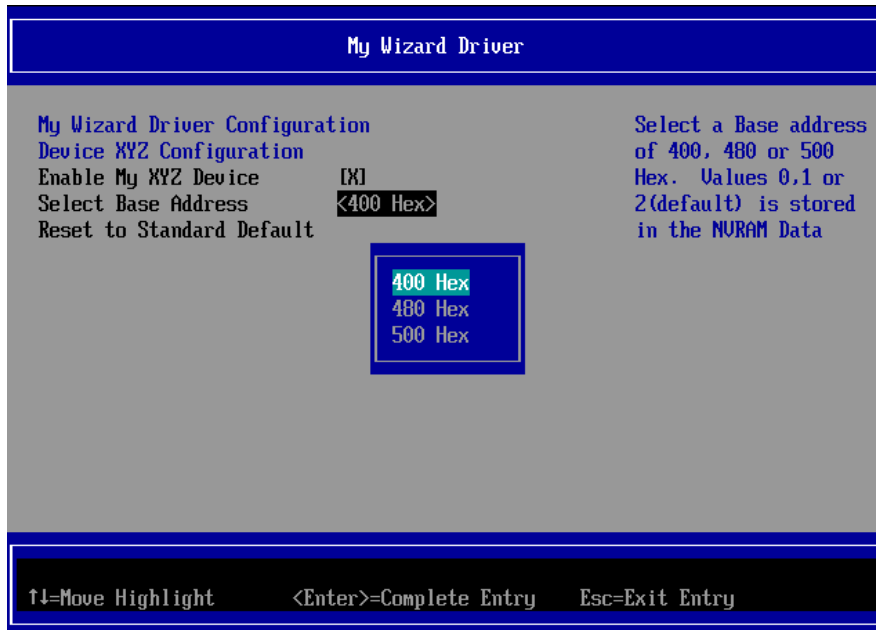 My Wizard Driver
My Wizard Driver Configuration
Device XYZ Configuration
Enable My XYZ Device [X]
Select Base Address <400 Hex>
Reset to Standard Default
Select a Base address
of 400, 480 or 500
Hex. Values 0,1 or
2(default) is stored
in the NVRAM Data
400 Hex
480 Hex
500 Hex
↑↓=Move Highlight <Enter>=Complete Entry Esc=Exit Entry